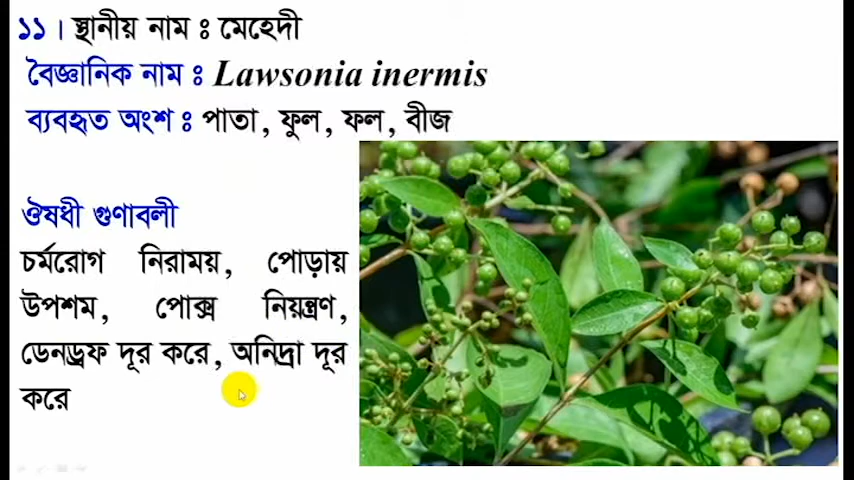 ১১। স্থানীয় নাম ঃ মেহেদী
বৈজ্ঞানিক নাম ঃ Lawsonia inermis
ব্যবহৃত অংশ ঃ পাতা, ফুল, ফল, বীজ
ঔষধী গুণাবলী
চর্মরোগ নিরাময়, পোড়ায়
উপশম, পোক্স নিয়ন্ত্রণ,
ডেনড্রফ দূর করে, অনিদ্রা দূর
করে